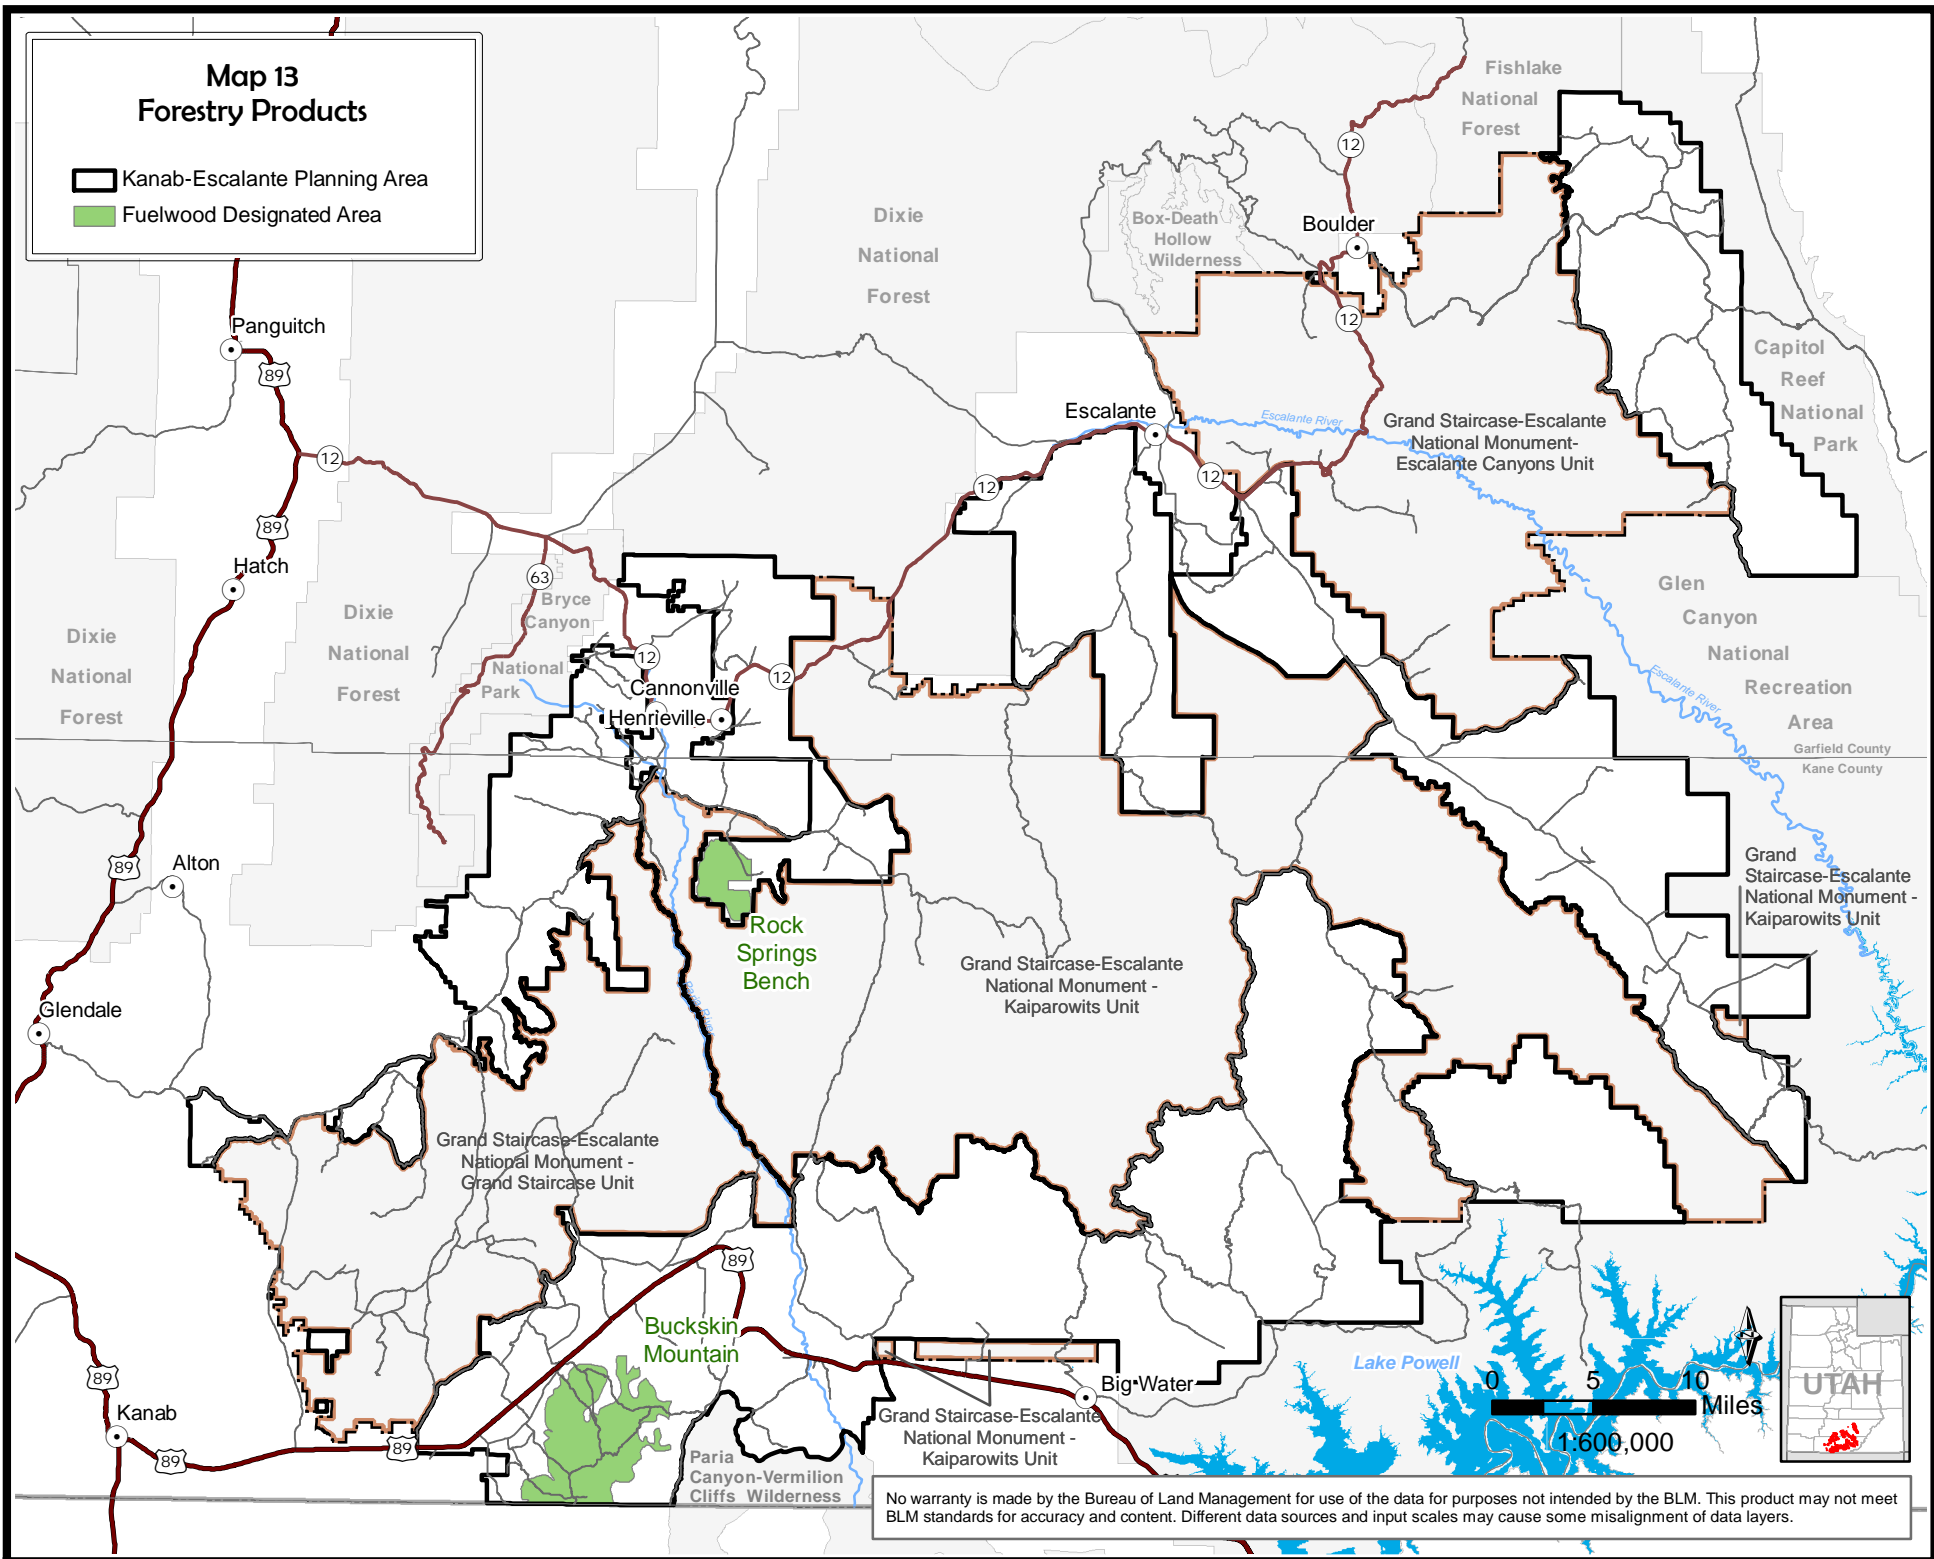 Map 13
Forestry Products
Kanab-Escalante Planning Area
Fuelwood Designated Area
Fishlake
National
Forest
12
Boulder
Box-Death
Hollow
Wilderness
Dixie
National
Forest
12
Panguitch
89
Capitol
Reef
National
Park
Escalante
Escalante River
Grand Staircase-Escalante
National Monument-
Escalante Canyons Unit
12
12
12
89
Hatch
63
Bryce
Canyon
National
Park
Dixie
National
Forest
Dixie
National
Forest
Glen
Canyon
National
Recreation
Area
Escalante River
12
12
Cannonville
Henrieville
Garfield County
Kane County
89
Alton
Grand
Staircase-Escalante
National Monument -
Kaiparowits Unit
Rock
Springs
Bench
Grand Staircase-Escalante
National Monument -
Kaiparowits Unit
Paria River
Glendale
Grand Staircase-Escalante
National Monument -
Grand Staircase Unit
89
Buckskin
Mountain
Lake Powell
0 5 10
Miles
1:600,000
UTAH
89
Big Water
Kanab
89
89
Grand Staircase-Escalante
National Monument -
Kaiparowits Unit
Paria
Canyon-Vermilion
Cliffs Wilderness
No warranty is made by the Bureau of Land Management for use of the data for purposes not intended by the BLM. This product may not meet
BLM standards for accuracy and content. Different data sources and input scales may cause some misalignment of data layers.